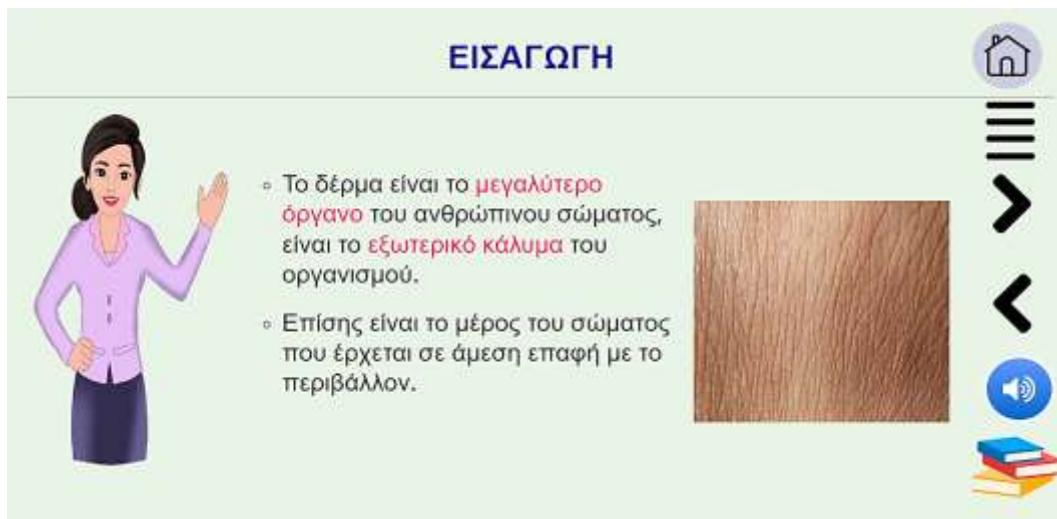 ΕΙΣΑΓΩΓΗ
Το δέρμα είναι το μεγαλύτερο
όργανο του ανθρώπινου σώματος,
είναι το εξωτερικό κάλυμα του
οργανισμού.
Επίσης είναι το μέρος του σώματος
που έρχεται σε άμεση επαφή με το
περιβάλλον.